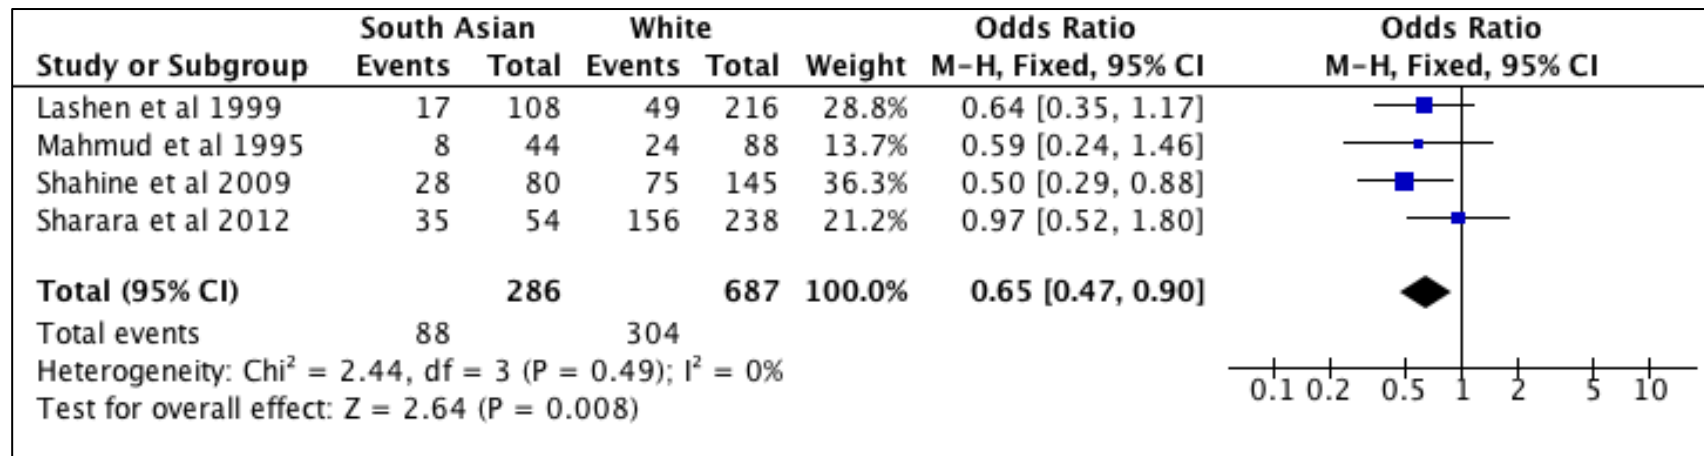 South Asian White Odds Ratio Odds Ratio
Study or Subgroup Events Total Events Total Weight M-H, Fixed, 95% CI M-H, Fixed, 95% CI
Lashen et al 1999 17 108 49 216 28.8% 0.64 [0.35, 1.17]
Mahmud et al 1995 8 44 24 88 13.7% 0.59 [0.24, 1.46]
Shahine et al 2009 28 80 75 145 36.3% 0.50 [0.29, 0.88]
Sharara et al 2012 35 54 156 238 21.2% 0.97 [0.52, 1.80]
Total (95% CI) 286 687 100.0% 0.65 [0.47, 0.90]
Total events 88 304
Heterogeneity: Chi² = 2.44, df = 3 (P = 0.49); I² = 0%
Test for overall effect: Z = 2.64 (P = 0.008)
0.1 0.2 0.5 1 2 5 10